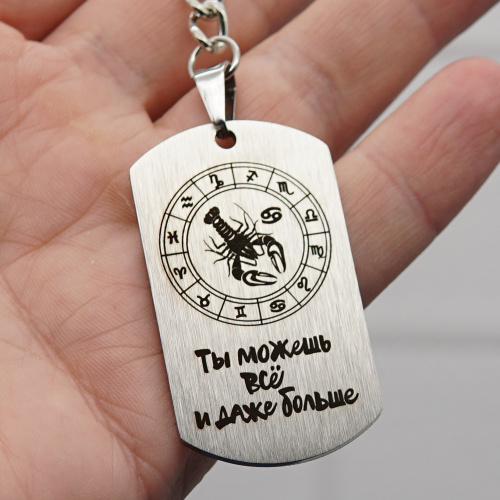 Ты можешь
всё
и даже больше